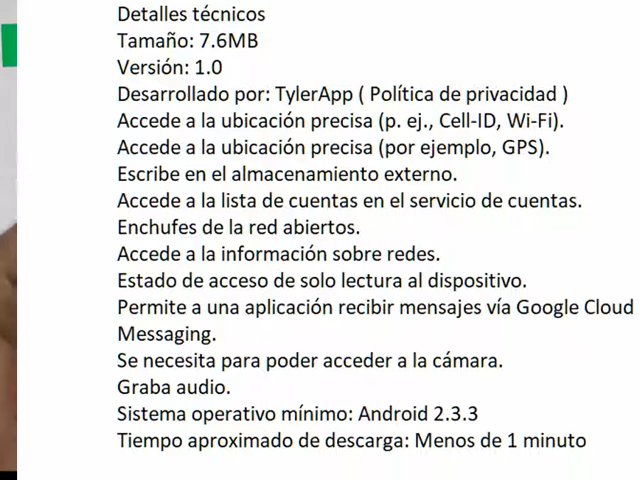 Detalles técnicos
Tamaño: 7.6MB
Versión: 1.0
Desarrollado por: TylerApp ( Política de privacidad )
Accede a la ubicación precisa (p. ej., Cell-ID, Wi-Fi).
Accede a la ubicación precisa (por ejemplo, GPS).
Escribe en el almacenamiento externo.
Accede a la lista de cuentas en el servicio de cuentas.
Enchufes de la red abiertos.
Accede a la información sobre redes.
Estado de acceso de solo lectura al dispositivo.
Permite a una aplicación recibir mensajes vía Google Cloud
Messaging.
Se necesita para poder acceder a la cámara.
Graba audio.
Sistema operativo mínimo: Android 2.3.3
Tiempo aproximado de descarga: Menos de 1 minuto